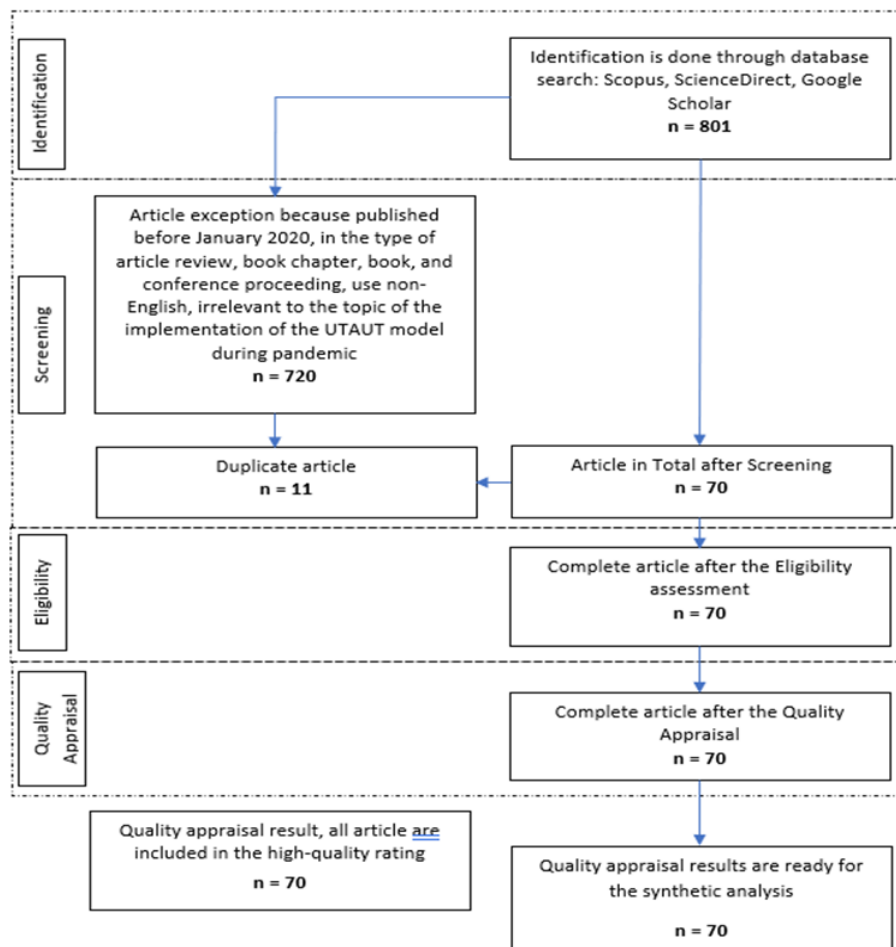 Identification
Identification is done through database
search: Scopus, ScienceDirect, Google
Scholar
n = 801
Screening
Article exception because published
before January 2020, in the type of
article review, book chapter, book, and
conference proceeding, use non-
English, irrelevant to the topic of the
implementation of the UTAUT model
during pandemic
n = 720
Duplicate article
n = 11
Article in Total after Screening
n = 70
Eligibility
Complete article after the Eligibility
assessment
n = 70
Quality
Appraisal
Complete article after the Quality
Appraisal
n = 70
Quality appraisal result, all article are
included in the high-quality rating
n = 70
Quality appraisal results are ready for
the synthetic analysis
n = 70